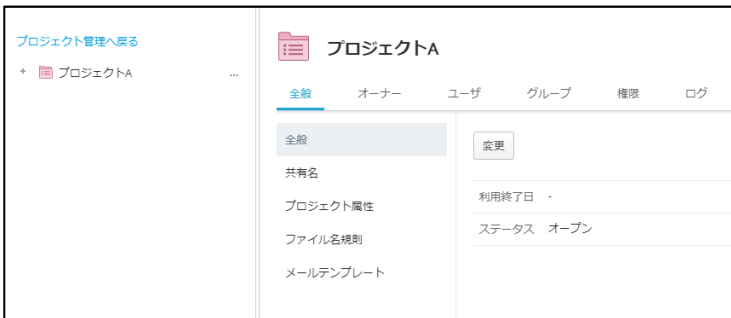 プロジェクト管理へ戻る
+ プロジェクトA ...
プロジェクトA
全般 オーナー ユーザ グループ 権限 ログ
全般
共有名
プロジェクト属性
ファイル名規則
メールテンプレート
変更
利用終了日 -
ステータス オープン